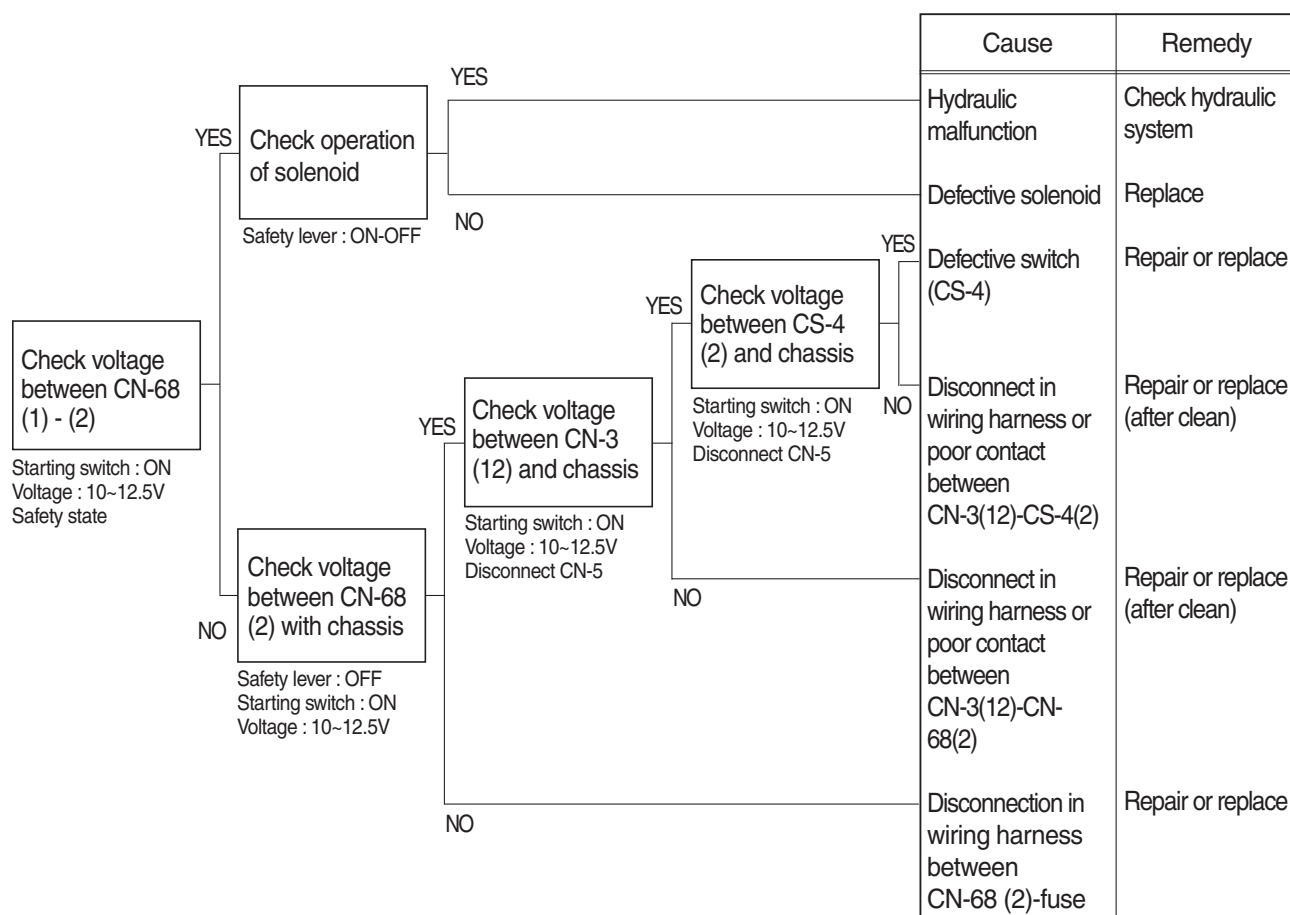 Cause
Remedy
YES
Hydraulic
malfunction
Check hydraulic
system
YES
Check operation
of solenoid
Defective solenoid
Replace
NO
Safety lever : ON-OFF
YES
Defective switch
(CS-4)
Repair or replace
YES
Check voltage
between CS-4
(2) and chassis
Check voltage
between CN-68
(1) - (2)
Starting switch : ON
Voltage : 10~12.5V
Safety state
YES
Check voltage
between CN-3
(12) and chassis
Starting switch : ON
Voltage : 10~12.5V
Disconnect CN-5
NO
Disconnect in
wiring harness or
poor contact
between
CN-3(12)-CS-4(2)
Repair or replace
(after clean)
Starting switch : ON
Voltage : 10~12.5V
Disconnect CN-5
NO
Check voltage
between CN-68
(2) with chassis
NO
Disconnect in
wiring harness or
poor contact
between
CN-3(12)-CN-
68(2)
Repair or replace
(after clean)
Safety lever : OFF
Starting switch : ON
Voltage : 10~12.5V
NO
Disconnection in
wiring harness
between
CN-68 (2)-fuse
Repair or replace